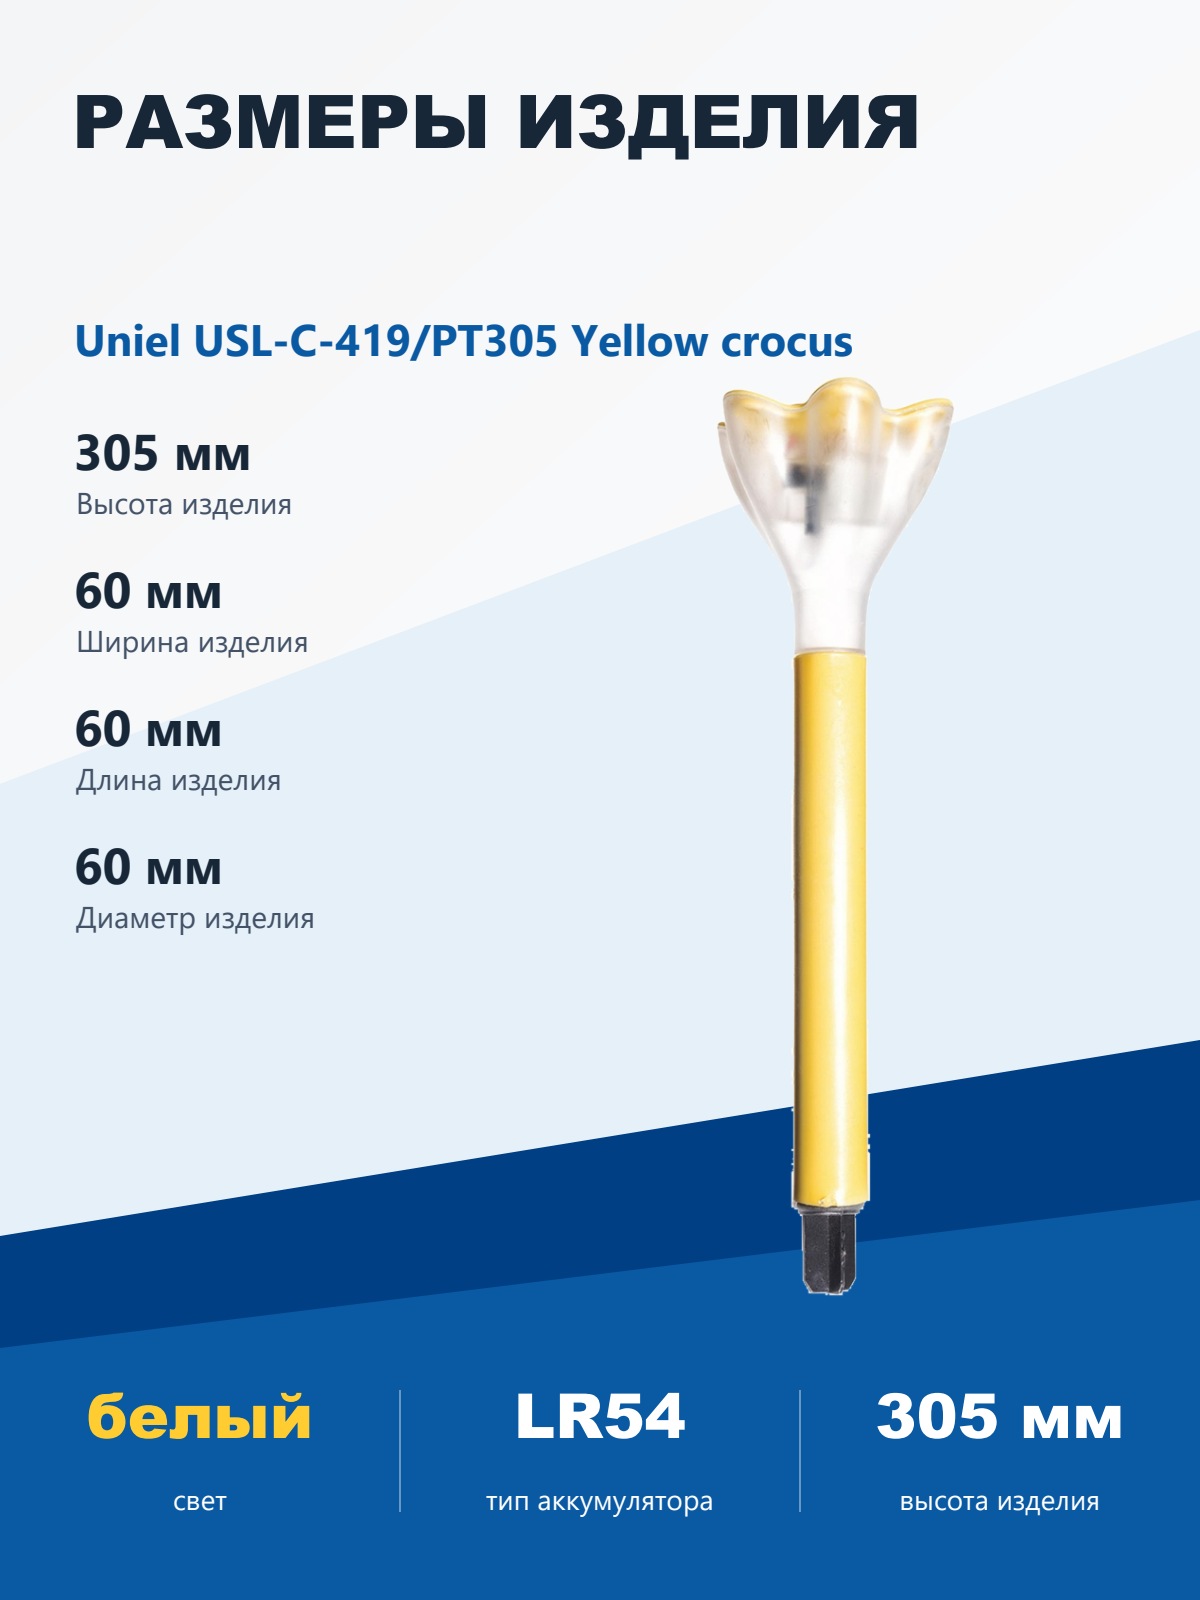 РАЗМЕРЫ ИЗДЕЛИЯ
Uniel USL-C-419/PT305 Yellow crocus
305 мм
Высота изделия
60 мм
Ширина изделия
60 мм
Длина изделия
60 мм
Диаметр изделия
белый
свет
LR54
тип аккумулятора
305 мм
высота изделия